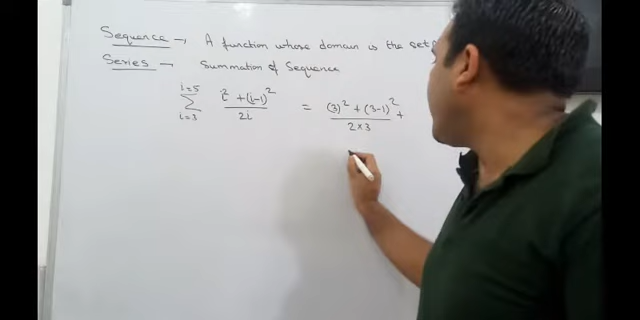 Sequence → A function whose domain is the set
Series → Summation of Sequence
i=5
∑ (i² + (i-1)²)/2i = ((3)² + (3-1)²)/(2×3) +
i=3